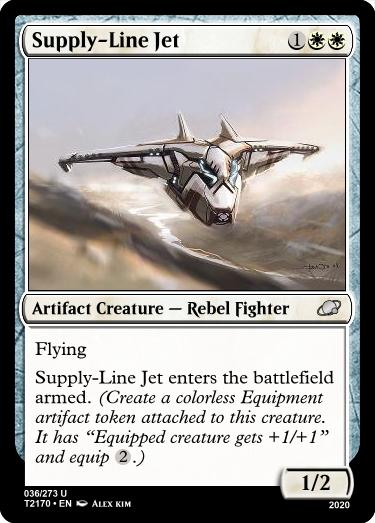 Supply-Line Jet 1
Artifact Creature — Rebel Fighter
Flying
Supply-Line Jet enters the battlefield
armed. (Create a colorless Equipment
artifact token attached to this creature.
It has “Equipped creature gets +1/+1”
and equip 2.)
1/2
036/273 U
T2170 • EN ALEX KIM
2020